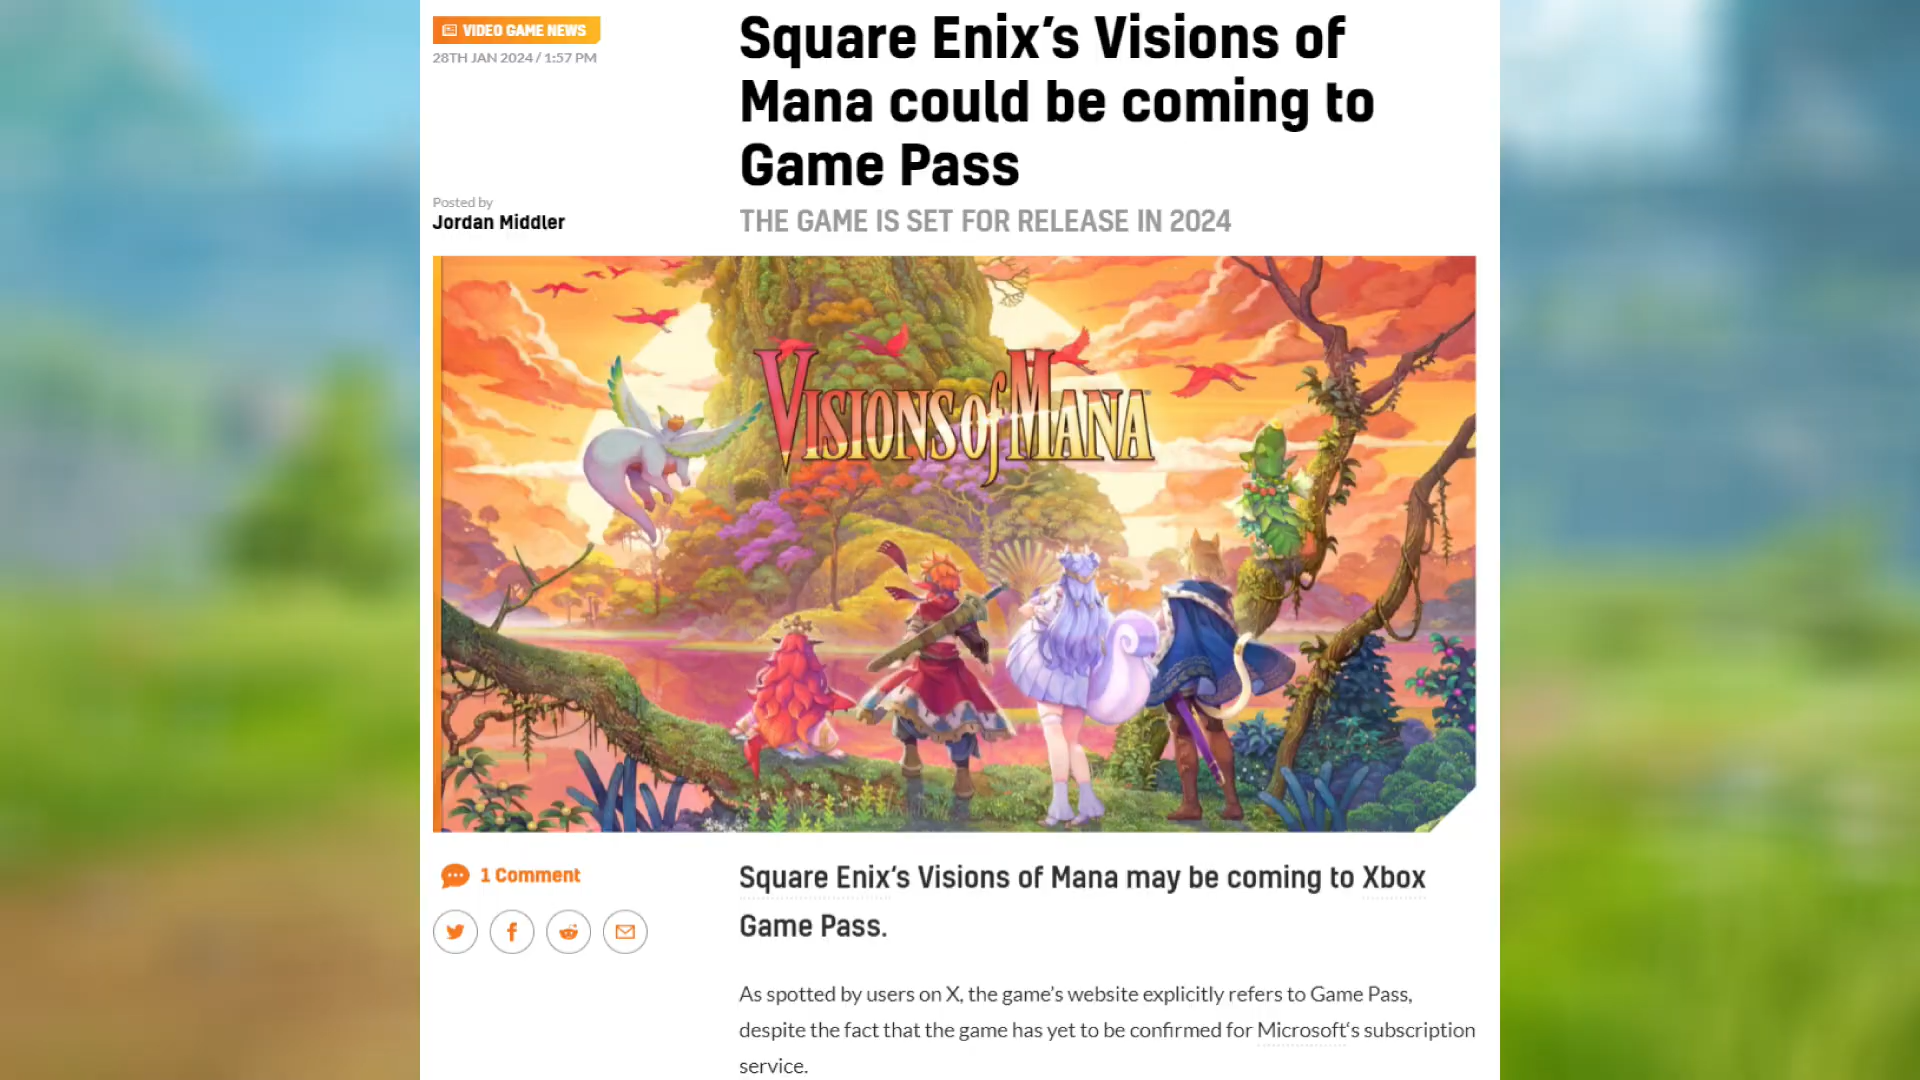 VIDEO GAME NEWS
28TH JAN 2024 / 1:57 PM
Posted by
Jordan Middler
Square Enix’s Visions of
Mana could be coming to
Game Pass
THE GAME IS SET FOR RELEASE IN 2024
VISIONS of MANA
1 Comment
Square Enix’s Visions of Mana may be coming to Xbox
Game Pass.
As spotted by users on X, the game’s website explicitly refers to Game Pass,
despite the fact that the game has yet to be confirmed for Microsoft‘s subscription
service.